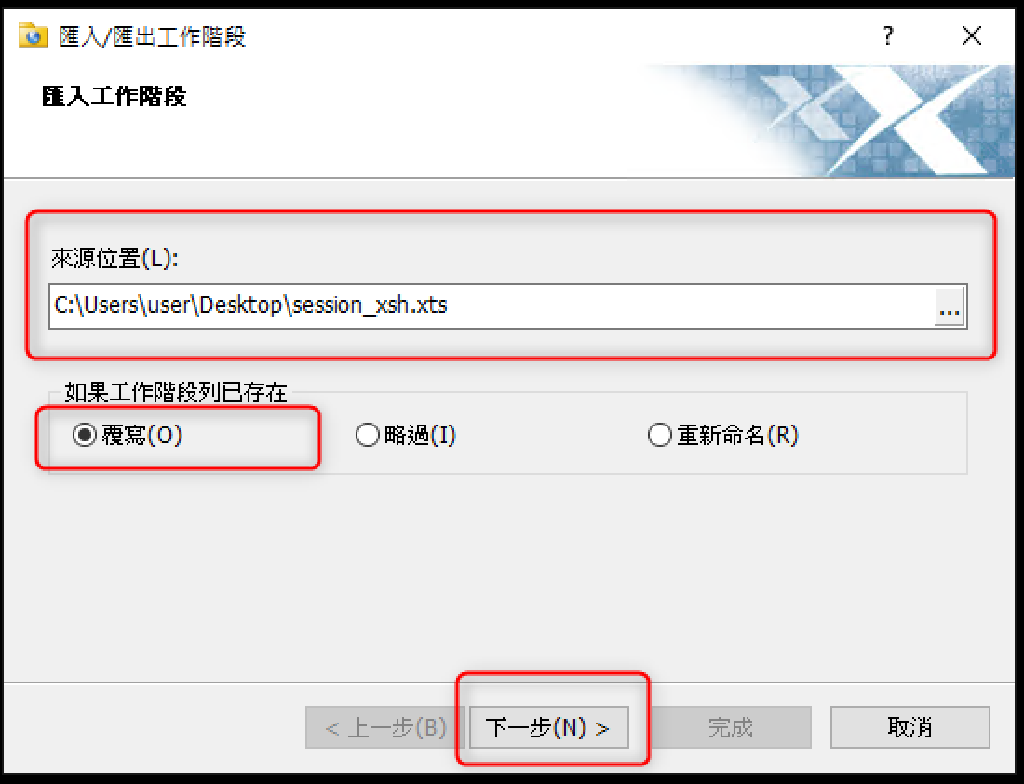 匯入/匯出工作階段
?
匯入工作階段
來源位置(L):
C:\Users\user\Desktop\session_xsh.xts
...
如果工作階段列已存在
覆寫(O) 略過(I) 重新命名(R)
< 上一步(B) 下一步(N) > 完成 取消